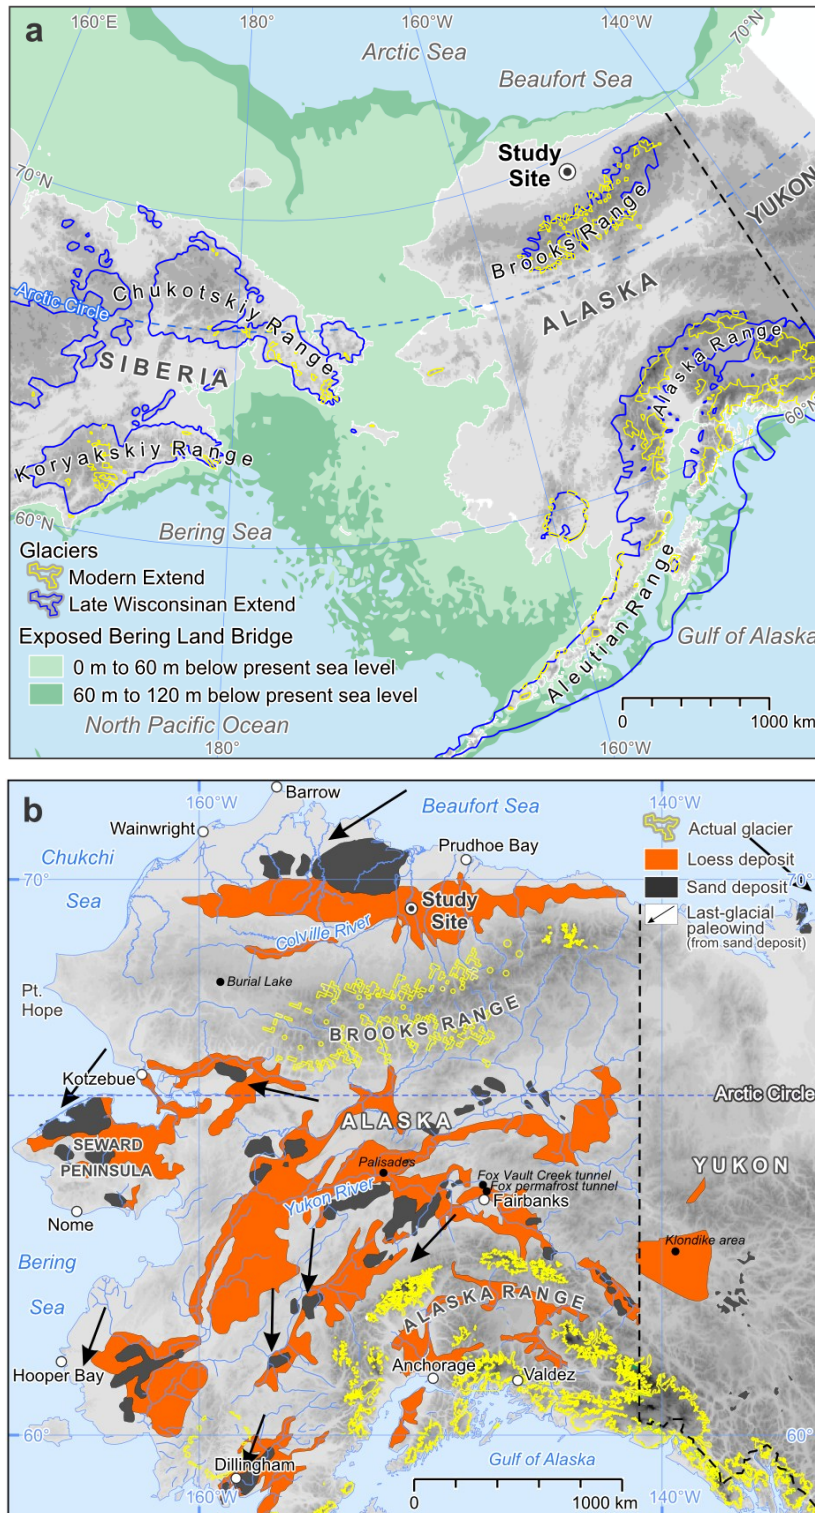 a
160°E
180°
160°W
140°W
70°N
Arctic Sea
Beaufort Sea
Study
Site
70°N
YUKON
Brooks Range
Chukotskiy Range
Arctic Circle
ALASKA
SIBERIA
Alaska Range
60°N
Koryakskiy Range
60°N
Bering Sea
Glaciers
Modern Extend
Late Wisconsinan Extend
Aleutian Range
Gulf of Alaska
Exposed Bering Land Bridge
0 m to 60 m below present sea level
60 m to 120 m below present sea level
North Pacific Ocean
0
1000 km
180°
160°W
b
160°W
Barrow
Beaufort Sea
140°W
Wainwright
Actual glacier
Chukchi
Sea
Prudhoe Bay
Loess deposit
70°
70°
Sand deposit
Study
Site
Last-glacial
paleowind
(from sand deposit)
Colville River
Burial Lake
Pt.
Hope
BROOKS RANGE
Kotzebue
Arctic Circle
ALASKA
SEWARD
PENINSULA
YUKON
Palisades
Fox Vault Creek tunnel
Fox permafrost tunnel
Yukon River
Fairbanks
Nome
Klondike area
Bering
Sea
ALASKA RANGE
Hooper Bay
Anchorage
Valdez
60°
60°
Dillingham
Gulf of Alaska
160°W
0
1000 km
140°W